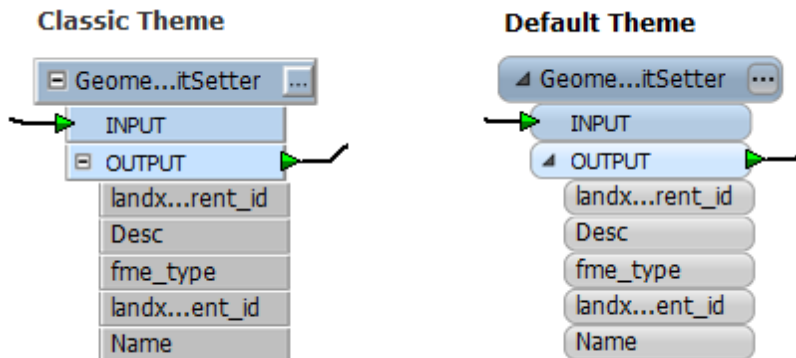 Classic Theme
Geome...itSetter ...
INPUT
OUTPUT
landx...rent_id
Desc
fme_type
landx...ent_id
Name
Default Theme
Geome...itSetter ...
INPUT
OUTPUT
landx...rent_id
Desc
fme_type
landx...ent_id
Name